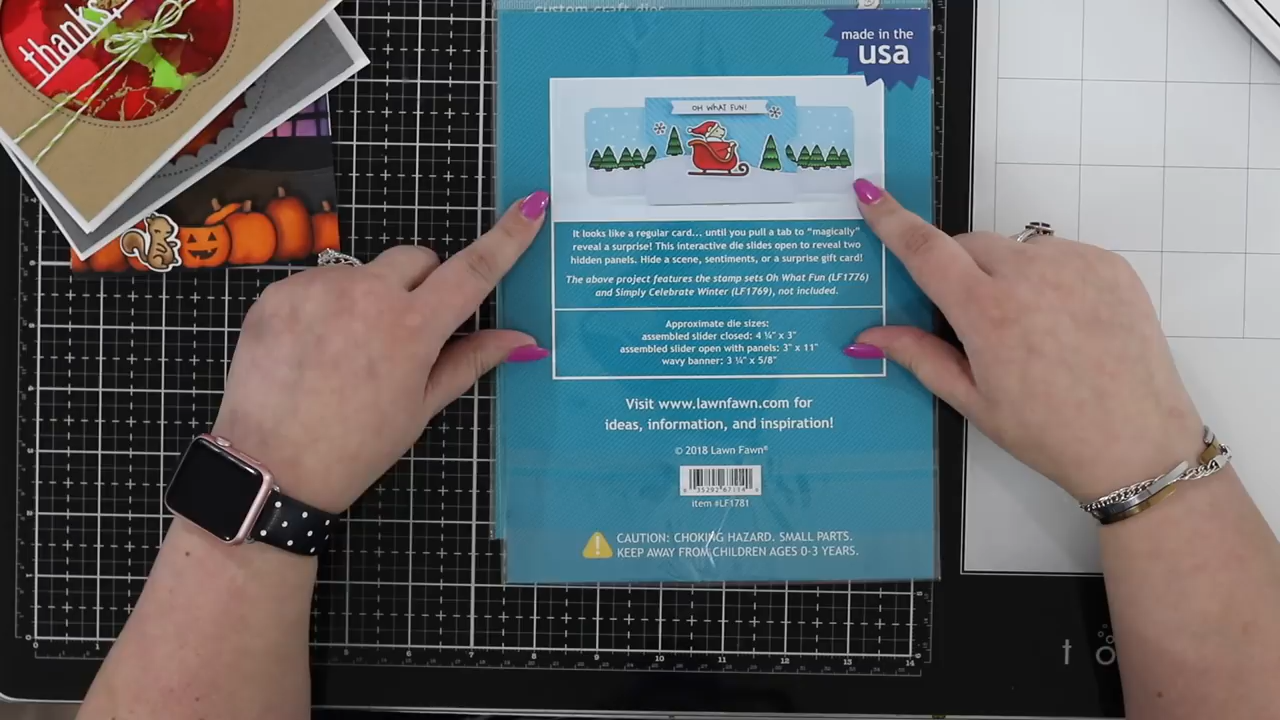 thanks
custom craft dies
made in the
usa
OH WHAT FUN!
It looks like a regular card... until you pull a tab to "magically"
reveal a surprise! This interactive die slides open to reveal two
hidden panels. Hide a scene, sentiments, or a surprise gift card!
The above project features the stamp sets Oh What Fun (LF1776)
and Simply Celebrate Winter (LF1769), not included.
Approximate die sizes:
assembled slider closed: 4 ¼" x 3"
assembled slider open with panels: 3" x 11"
wavy banner: 3 ¼" x 5/8"
Visit www.lawnfawn.com for
ideas, information, and inspiration!
© 2018 Lawn Fawn®
item #LF1781
CAUTION: CHOKING HAZARD. SMALL PARTS.
KEEP AWAY FROM CHILDREN AGES 0-3 YEARS.